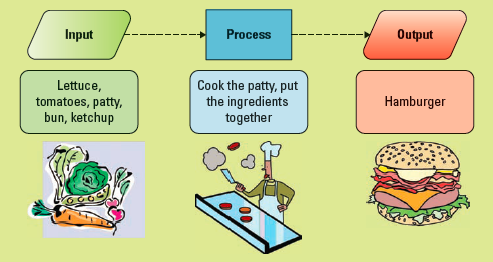 Input
Process
Output
Lettuce,
tomatoes, patty,
bun, ketchup
Cook the patty, put
the ingredients
together
Hamburger